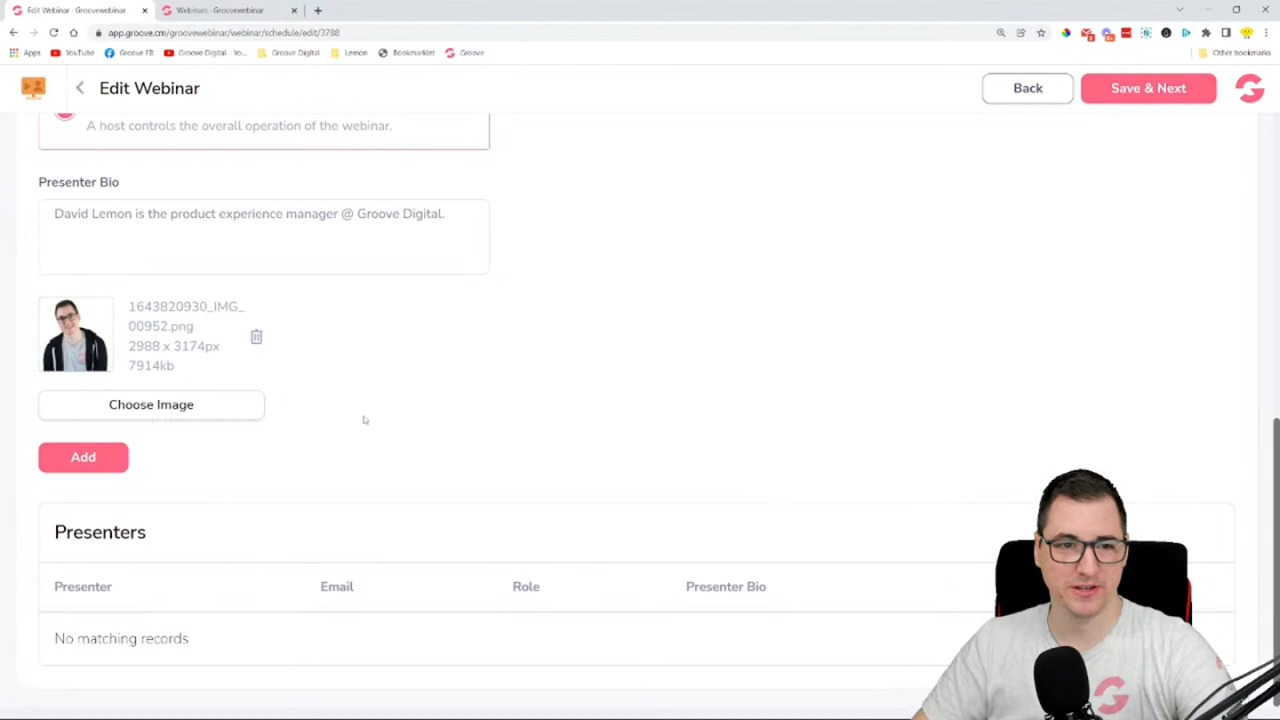 Edit Webinar - Groovewebinar
Webinars - Groovewebinar
app.groove.cm/groovewebinar/webinar/schedule/edit/3788
Apps
YouTube
Groove FB
Groove Digital - Yo...
Groove Digital
Lemon
Bookmarklet
Groove
Other bookmarks
Edit Webinar
Back
Save & Next
A host controls the overall operation of the webinar.
Presenter Bio
David Lemon is the product experience manager @ Groove Digital.
1643820930_IMG_
00952.png
2988 x 3174px
7914kb
Choose Image
Add
Presenters
Presenter
Email
Role
Presenter Bio
No matching records